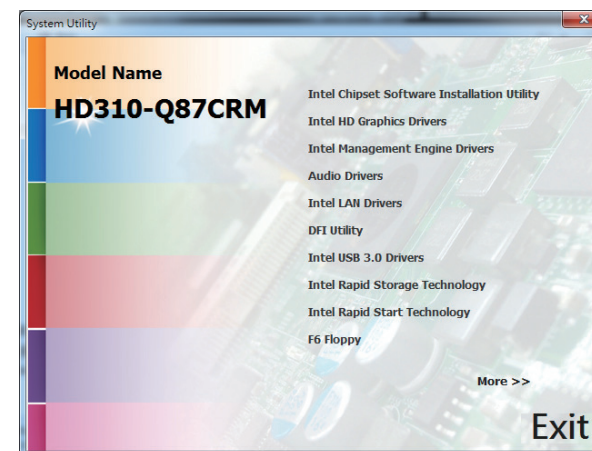 System Utility
Model Name
HD310-Q87CRM
Intel Chipset Software Installation Utility
Intel HD Graphics Drivers
Intel Management Engine Drivers
Audio Drivers
Intel LAN Drivers
DFI Utility
Intel USB 3.0 Drivers
Intel Rapid Storage Technology
Intel Rapid Start Technology
F6 Floppy
More >>
Exit